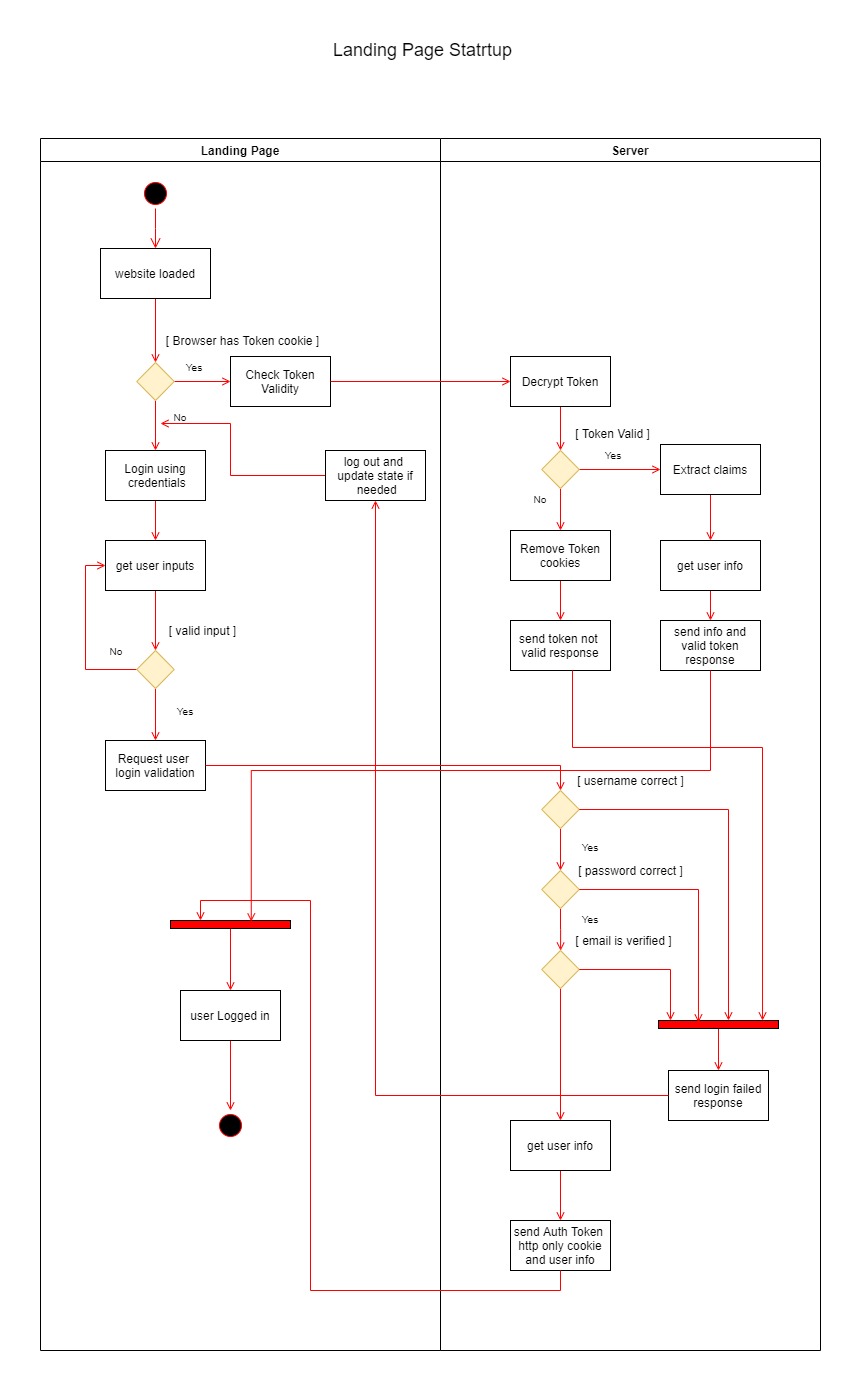 Landing Page Statrtup
Landing Page
Server
website loaded
[ Browser has Token cookie ]
Yes
Check Token
Validity
Decrypt Token
No
[ Token Valid ]
Yes
Login using
credentials
log out and
update state if
needed
Extract claims
No
get user inputs
Remove Token
cookies
get user info
[ valid input ]
No
send token not
valid response
send info and
valid token
response
Yes
Request user
login validation
[ username correct ]
Yes
[ password correct ]
Yes
[ email is verified ]
user Logged in
send login failed
response
get user info
send Auth Token
http only cookie
and user info